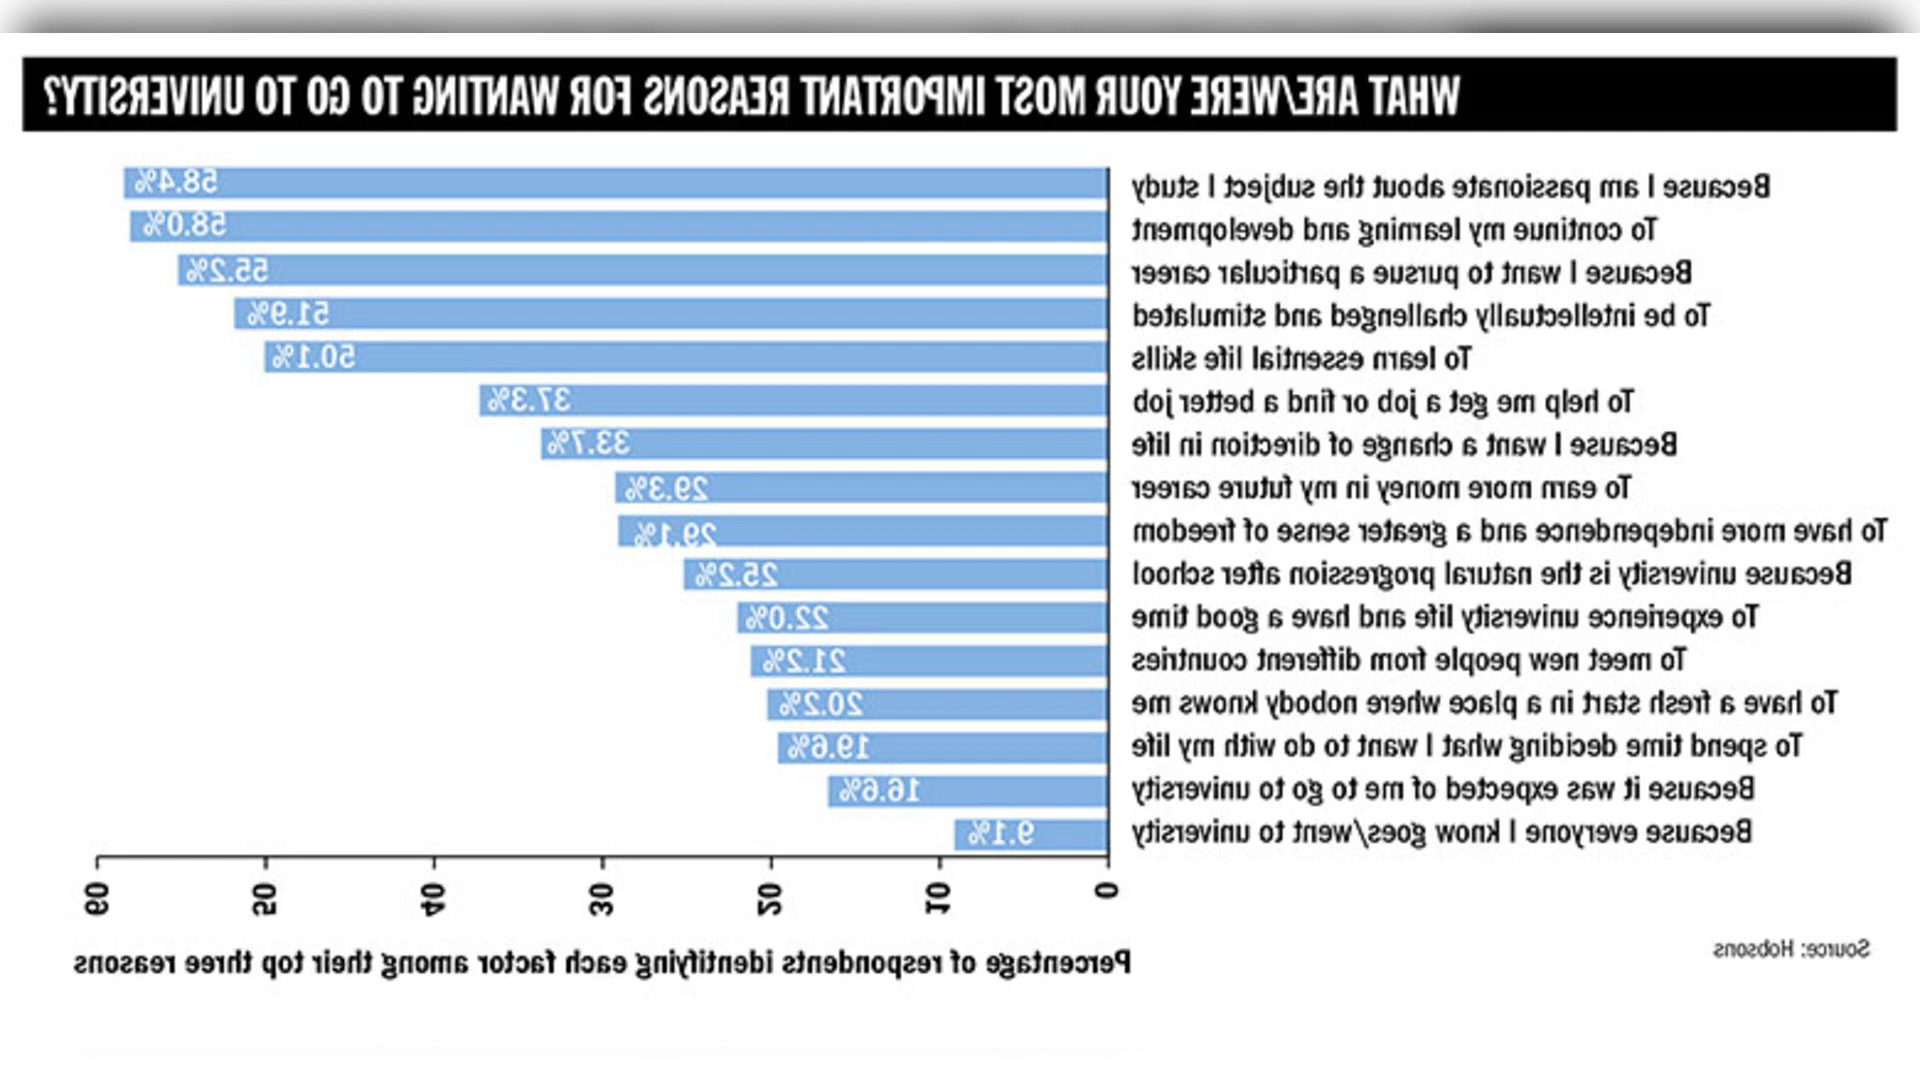 WHAT ARE/WERE YOUR MOST IMPORTANT REASONS FOR WANTING TO GO TO UNIVERSITY?
Because I am passionate about the subject I study 58.4%
To continue my learning and development 58.0%
Because I want to pursue a particular career 55.2%
To be intellectually challenged and stimulated 51.9%
To learn essential life skills 50.1%
To help me get a job or find a better job 37.3%
Because I want a change of direction in life 33.7%
To earn more money in my future career 29.3%
To have more independence and a greater sense of freedom 29.1%
Because university is the natural progression after school 25.2%
To experience university life and have a good time 22.0%
To meet new people from different countries 21.2%
To have a fresh start in a place where nobody knows me 20.2%
To spend time deciding what I want to do with my life 19.6%
Because it was expected of me to go to university 16.6%
Because everyone I know goes/went to university 9.1%
0 10 20 30 40 50 60
Source: Hobsons
Percentage of respondents identifying each factor among their top three reasons